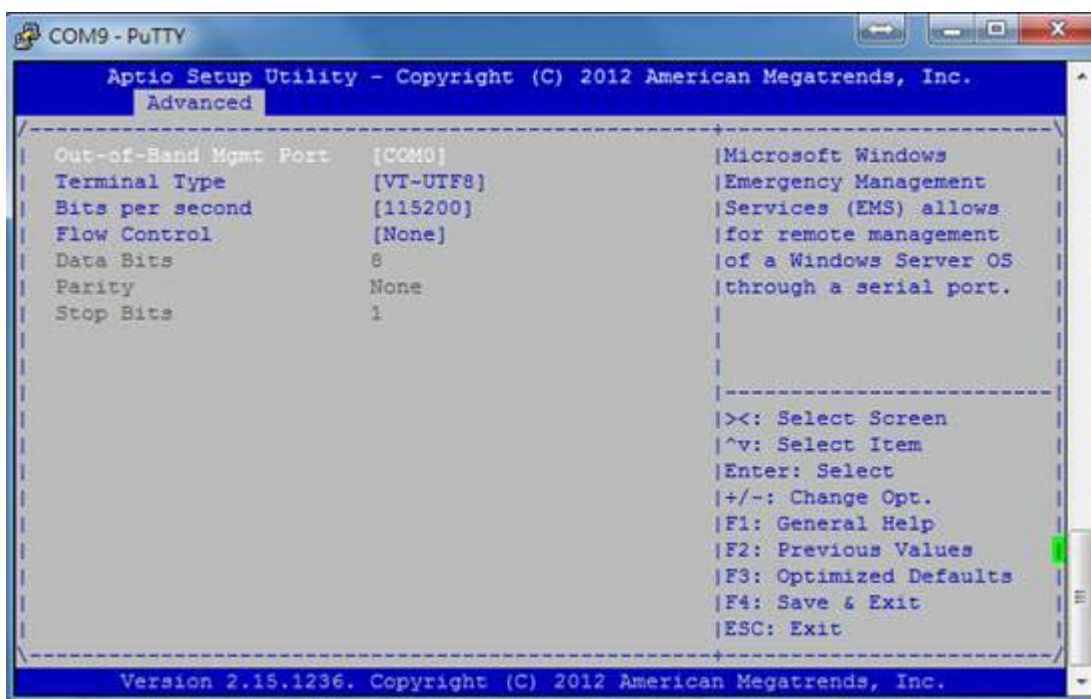 COM9 - PuTTY
Aptio Setup Utility - Copyright (C) 2012 American Megatrends, Inc.
Advanced
Out-of-Band Mgmt Port [COM0]
Terminal Type [VT-UTF8]
Bits per second [115200]
Flow Control [None]
Data Bits 8
Parity None
Stop Bits 1
Microsoft Windows
Emergency Management
Services (EMS) allows
for remote management
of a Windows Server OS
through a serial port.
><: Select Screen
^v: Select Item
Enter: Select
+/-: Change Opt.
F1: General Help
F2: Previous Values
F3: Optimized Defaults
F4: Save & Exit
ESC: Exit
Version 2.15.1236. Copyright (C) 2012 American Megatrends, Inc.